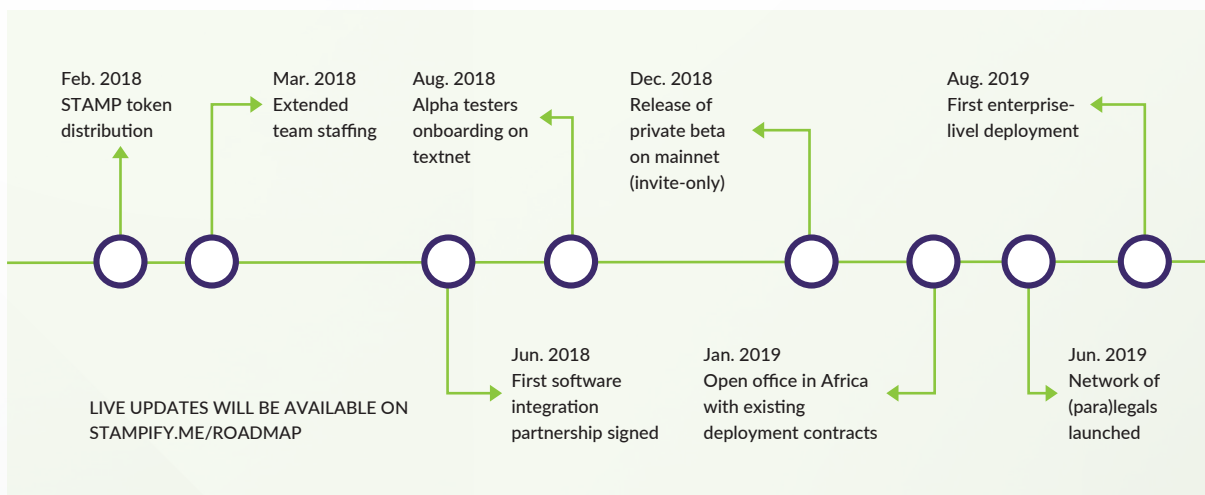 Feb. 2018
STAMP token
distribution
Mar. 2018
Extended
team staffing
Aug. 2018
Alpha testers
onboarding on
textnet
Dec. 2018
Release of
private beta
on mainnet
(invite-only)
Aug. 2019
First enterprise-
livel deployment
Jun. 2018
First software
integration
partnership signed
Jan. 2019
Open office in Africa
with existing
deployment contracts
Jun. 2019
Network of
(para)legals
launched
LIVE UPDATES WILL BE AVAILABLE ON
STAMPIFY.ME/ROADMAP